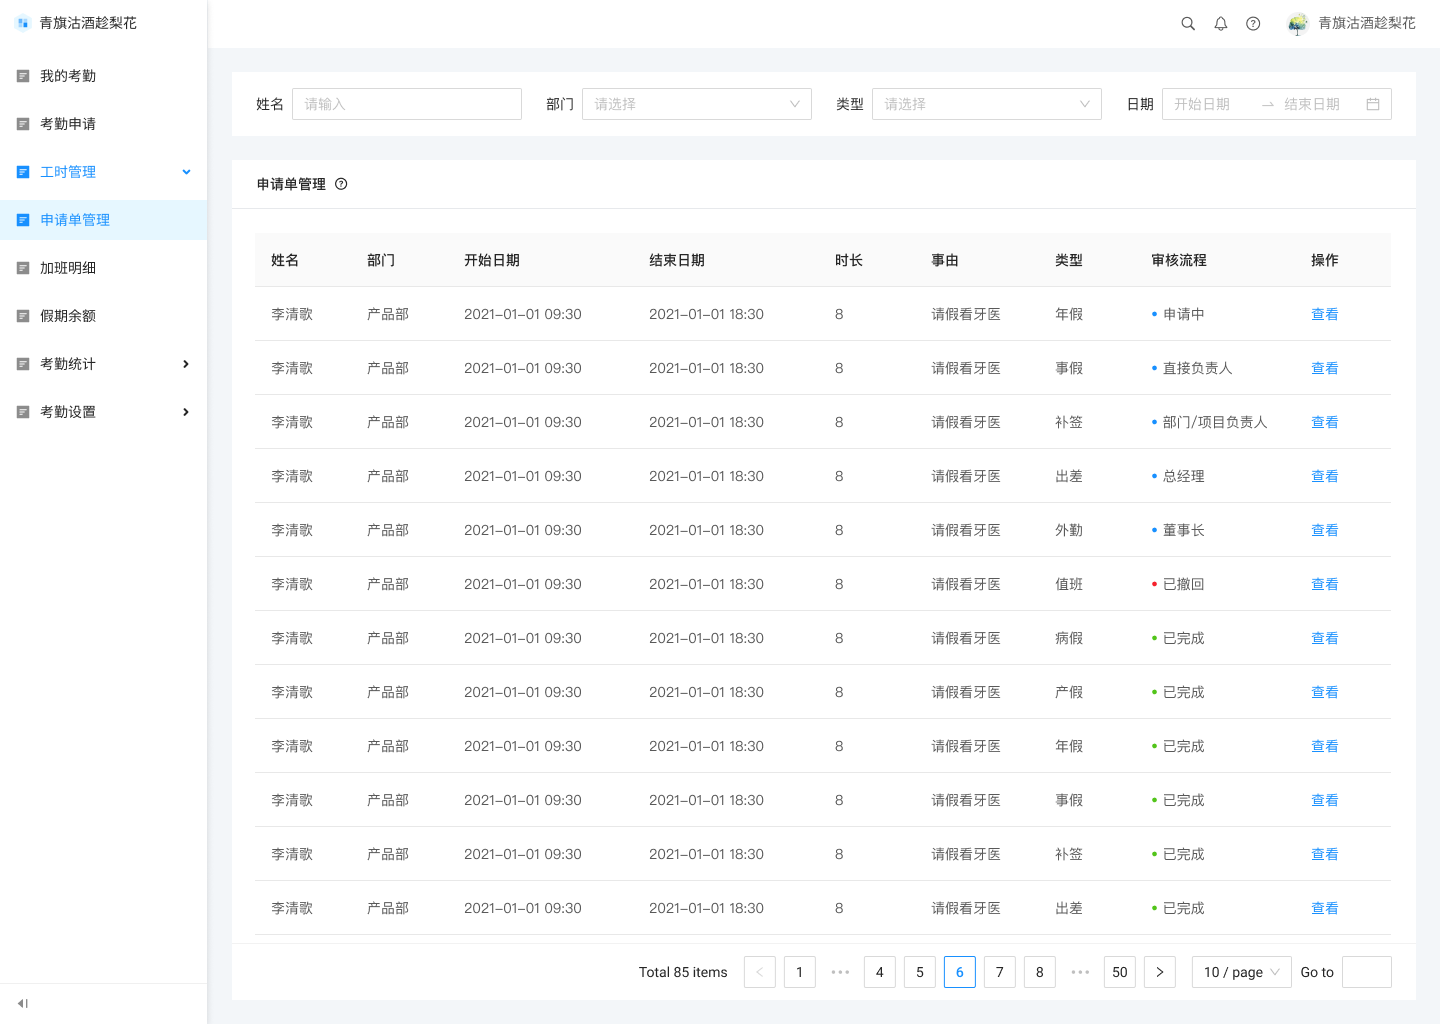 青旗沽酒趁梨花
青旗沽酒趁梨花
我的考勤
考勤申请
工时管理
申请单管理
加班明细
假期余额
考勤统计
考勤设置
姓名 请输入 部门 请选择 类型 请选择 日期 开始日期 → 结束日期
申请单管理
姓名 部门 开始日期 结束日期 时长 事由 类型 审核流程 操作
李清歌 产品部 2021-01-01 09:30 2021-01-01 18:30 8 请假看牙医 年假 申请中 查看
李清歌 产品部 2021-01-01 09:30 2021-01-01 18:30 8 请假看牙医 事假 直接负责人 查看
李清歌 产品部 2021-01-01 09:30 2021-01-01 18:30 8 请假看牙医 补签 部门/项目负责人 查看
李清歌 产品部 2021-01-01 09:30 2021-01-01 18:30 8 请假看牙医 出差 总经理 查看
李清歌 产品部 2021-01-01 09:30 2021-01-01 18:30 8 请假看牙医 外勤 董事长 查看
李清歌 产品部 2021-01-01 09:30 2021-01-01 18:30 8 请假看牙医 值班 已撤回 查看
李清歌 产品部 2021-01-01 09:30 2021-01-01 18:30 8 请假看牙医 病假 已完成 查看
李清歌 产品部 2021-01-01 09:30 2021-01-01 18:30 8 请假看牙医 产假 已完成 查看
李清歌 产品部 2021-01-01 09:30 2021-01-01 18:30 8 请假看牙医 年假 已完成 查看
李清歌 产品部 2021-01-01 09:30 2021-01-01 18:30 8 请假看牙医 事假 已完成 查看
李清歌 产品部 2021-01-01 09:30 2021-01-01 18:30 8 请假看牙医 补签 已完成 查看
李清歌 产品部 2021-01-01 09:30 2021-01-01 18:30 8 请假看牙医 出差 已完成 查看
Total 85 items < 1 ••• 4 5 6 7 8 ••• 50 > 10 / page Go to